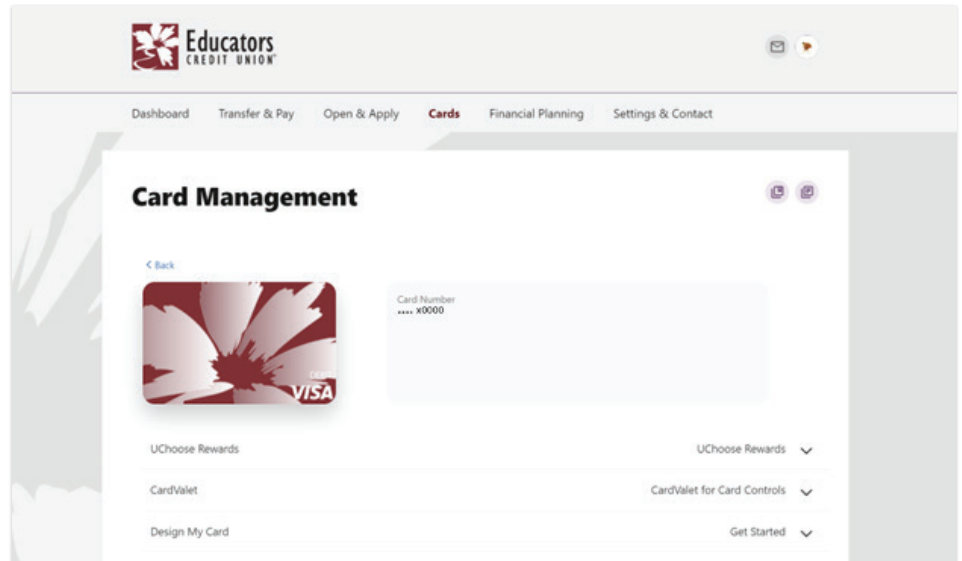 Educators
CREDIT UNION
Dashboard Transfer & Pay Open & Apply Cards Financial Planning Settings & Contact
Card Management
< Back
Card Number
.... x0000
DEBIT
VISA
UChoose Rewards UChoose Rewards
CardValet CardValet for Card Controls
Design My Card Get Started